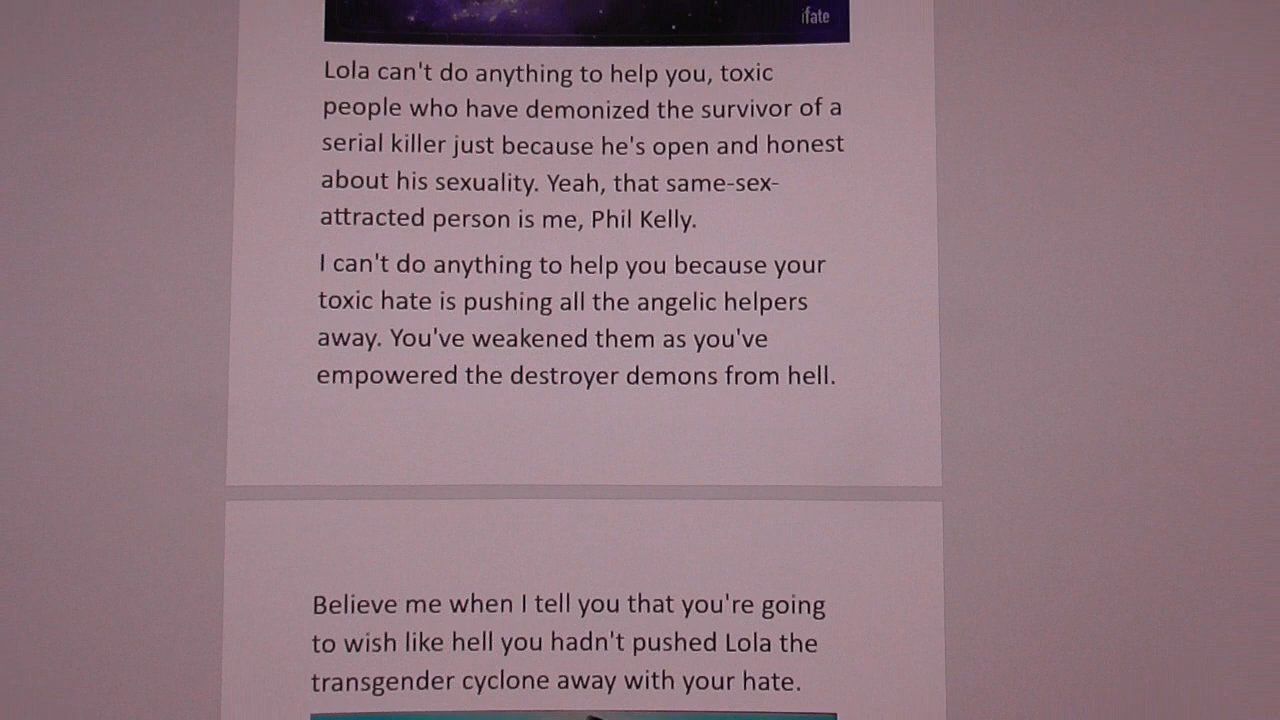 ifate
Lola can't do anything to help you, toxic
people who have demonized the survivor of a
serial killer just because he's open and honest
about his sexuality. Yeah, that same-sex-
attracted person is me, Phil Kelly.
I can't do anything to help you because your
toxic hate is pushing all the angelic helpers
away. You've weakened them as you've
empowered the destroyer demons from hell.
Believe me when I tell you that you're going
to wish like hell you hadn't pushed Lola the
transgender cyclone away with your hate.